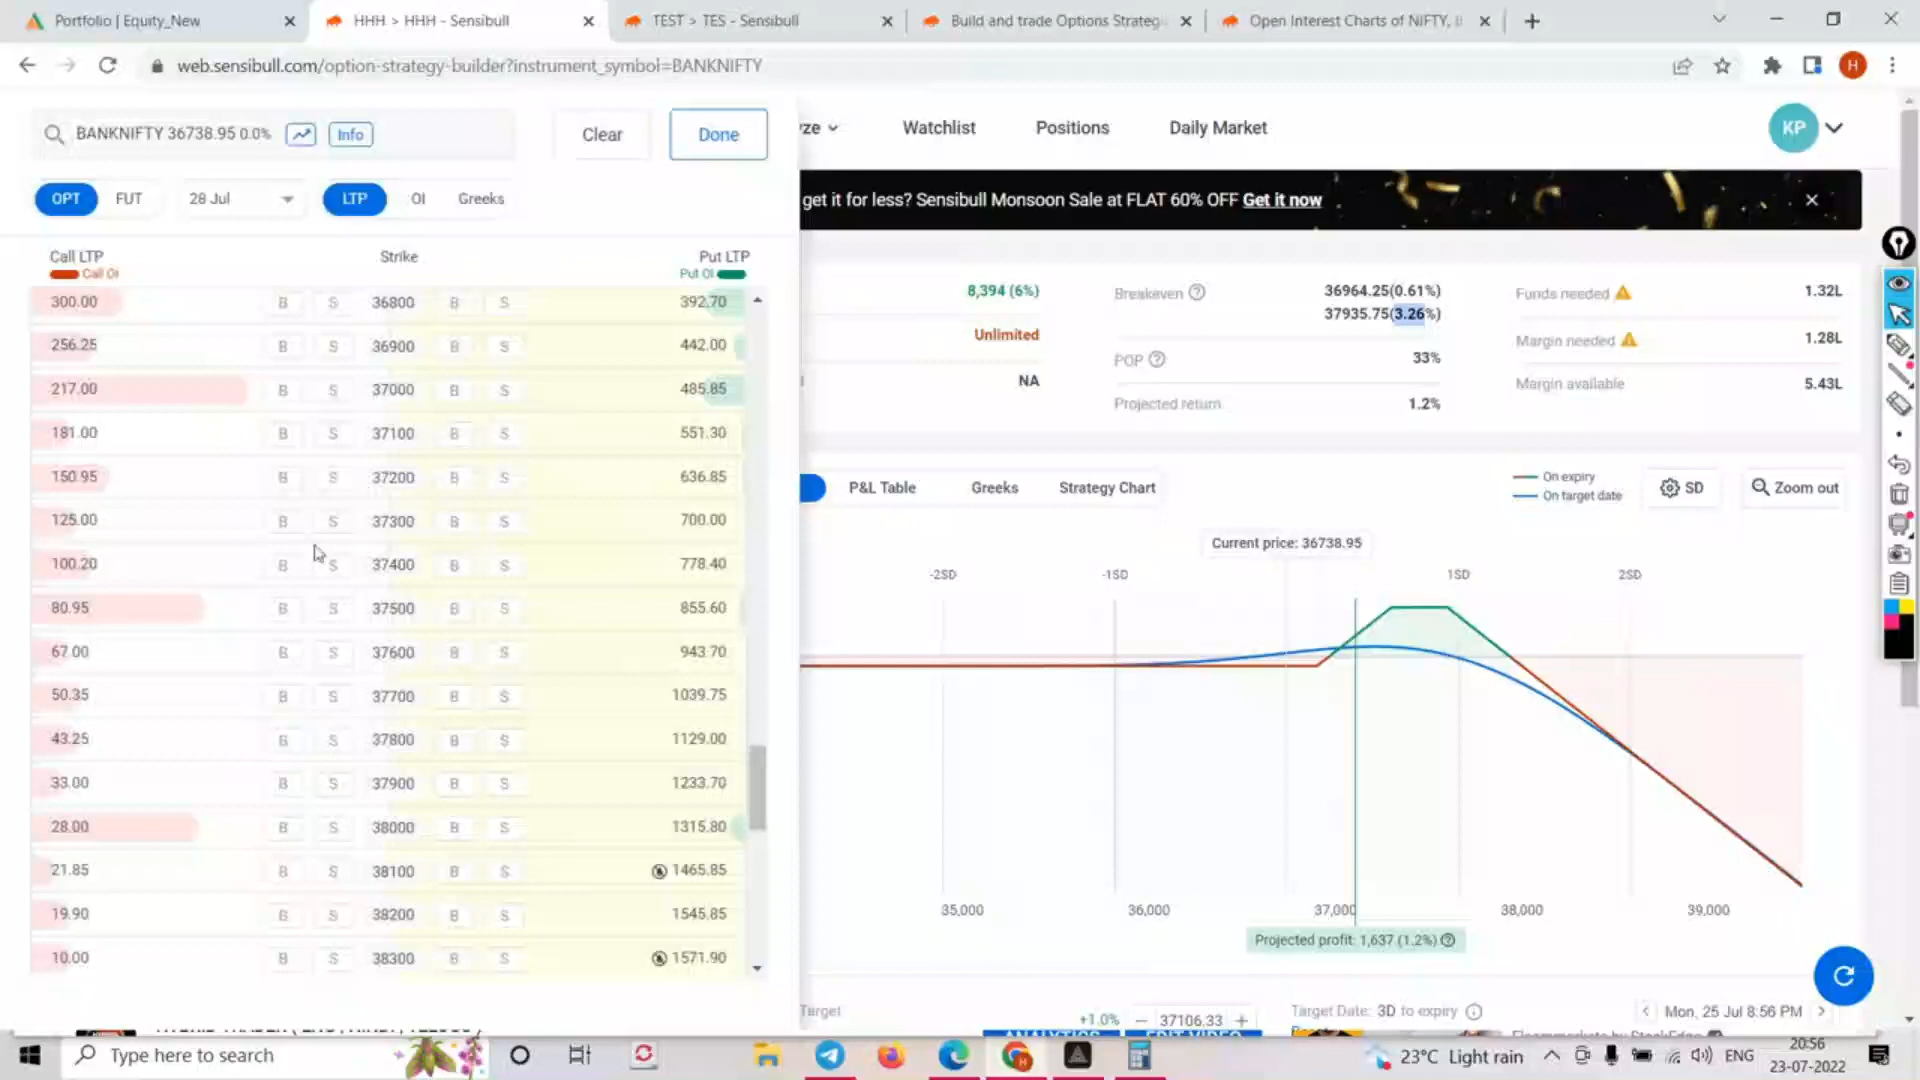 Portfolio | Equity_New
HHH > HHH - Sensibull
TEST > TES - Sensibull
Build and trade Options Strateg
Open Interest Charts of NIFTY,
web.sensibull.com/option-strategy-builder?instrument_symbol=BANKNIFTY
H
BANKNIFTY 36738.95 0.0%
Info
Clear
Done
ze
Watchlist
Positions
Daily Market
KP
OPT
FUT
28 Jul
LTP
OI
Greeks
get it for less? Sensibull Monsoon Sale at FLAT 60% OFF Get it now
Call LTP
Strike
Put LTP
Call OI
Put OI
300.00 B S 36800 B S 392.70
256.25 B S 36900 B S 442.00
217.00 B S 37000 B S 485.85
181.00 B S 37100 B S 551.30
150.95 B S 37200 B S 636.85
125.00 B S 37300 B S 700.00
100.20 B S 37400 B S 778.40
80.95 B S 37500 B S 855.60
67.00 B S 37600 B S 943.70
50.35 B S 37700 B S 1039.75
43.25 B S 37800 B S 1129.00
33.00 B S 37900 B S 1233.70
28.00 B S 38000 B S 1315.80
21.85 B S 38100 B S 1465.85
19.90 B S 38200 B S 1545.85
10.00 B S 38300 B S 1571.90
8,394 (6%)
Unlimited
NA
Breakeven
36964.25(0.61%)
37935.75(3.26%)
POP
33%
Projected return
1.2%
Funds needed
1.32L
Margin needed
1.28L
Margin available
5.43L
P&L Table
Greeks
Strategy Chart
On expiry
On target date
SD
Zoom out
Current price: 36738.95
-2SD
-1SD
1SD
2SD
35,000
36,000
37,000
38,000
39,000
Projected profit: 1,637 (1.2%)
Target
+1.0%
37106.33
Target Date: 3D to expiry
Mon, 25 Jul 8:56 PM
Type here to search
23°C Light rain
ENG
20:56
23-07-2022